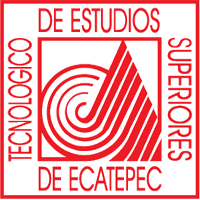 TECNOLOGICO
DE ESTUDIOS
SUPERIORES
DE ECATEPEC